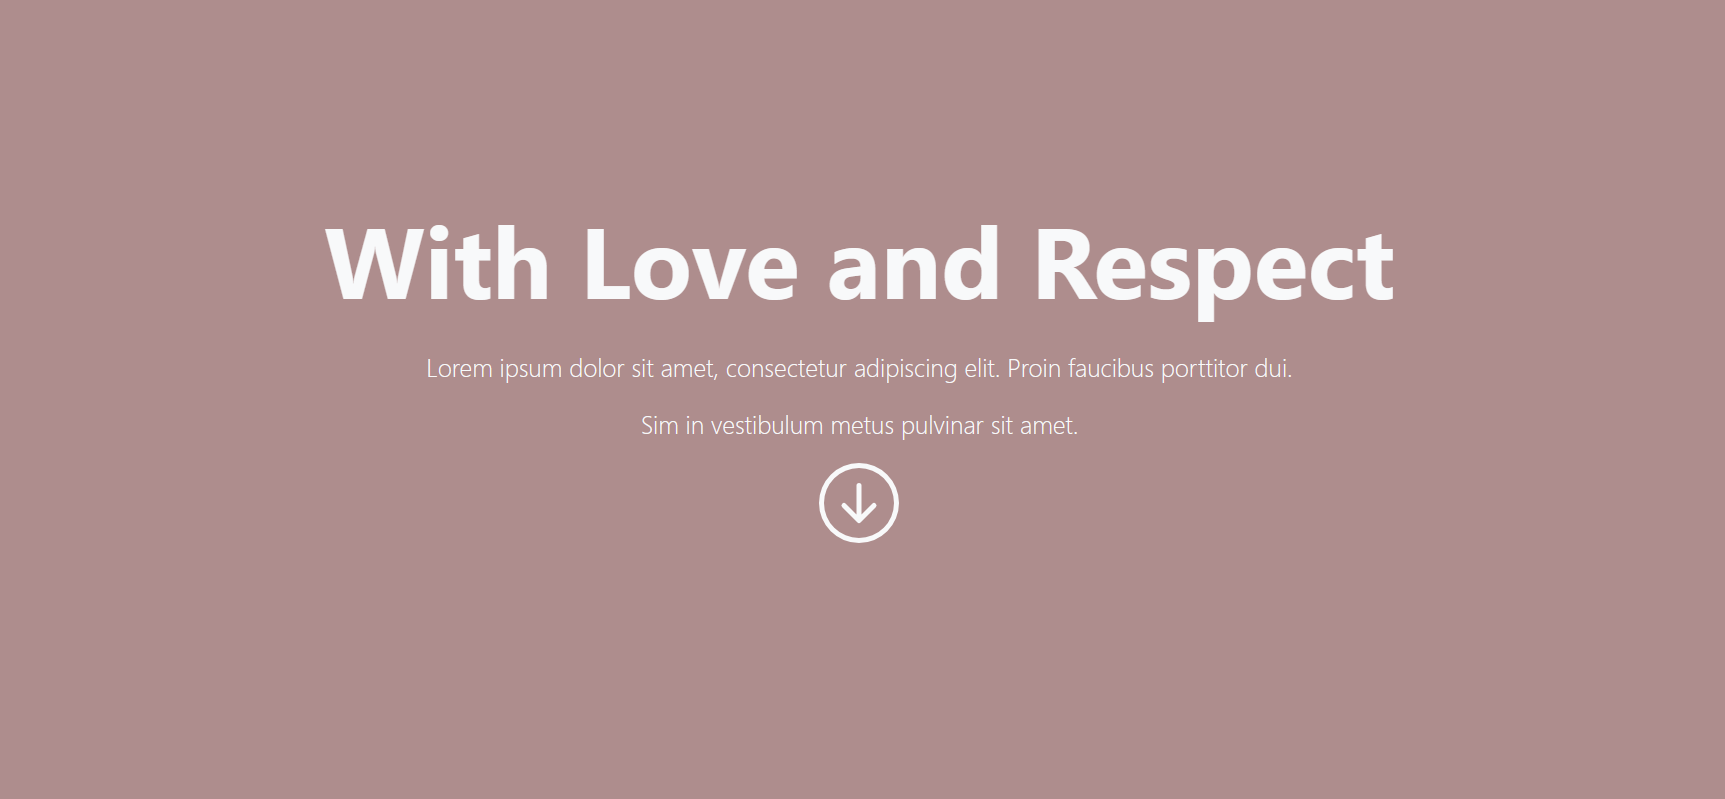 With Love and Respect
Lorem ipsum dolor sit amet, consectetur adipiscing elit. Proin faucibus porttitor dui.
Sim in vestibulum metus pulvinar sit amet.